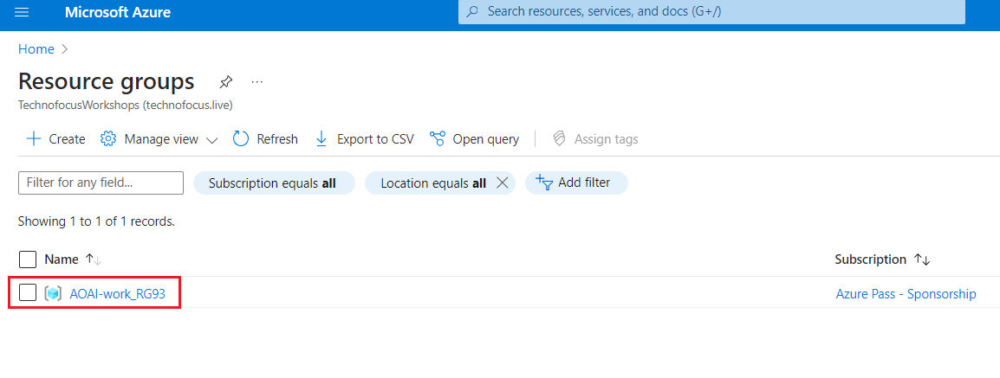 Microsoft Azure
Search resources, services, and docs (G+/)
Home
Resource groups
TechnofocusWorkshops (technofocus.live)
Create Manage view Refresh Export to CSV Open query Assign tags
Filter for any field... Subscription equals all Location equals all Add filter
Showing 1 to 1 of 1 records.
Name Subscription
AOAI-work_RG93 Azure Pass - Sponsorship